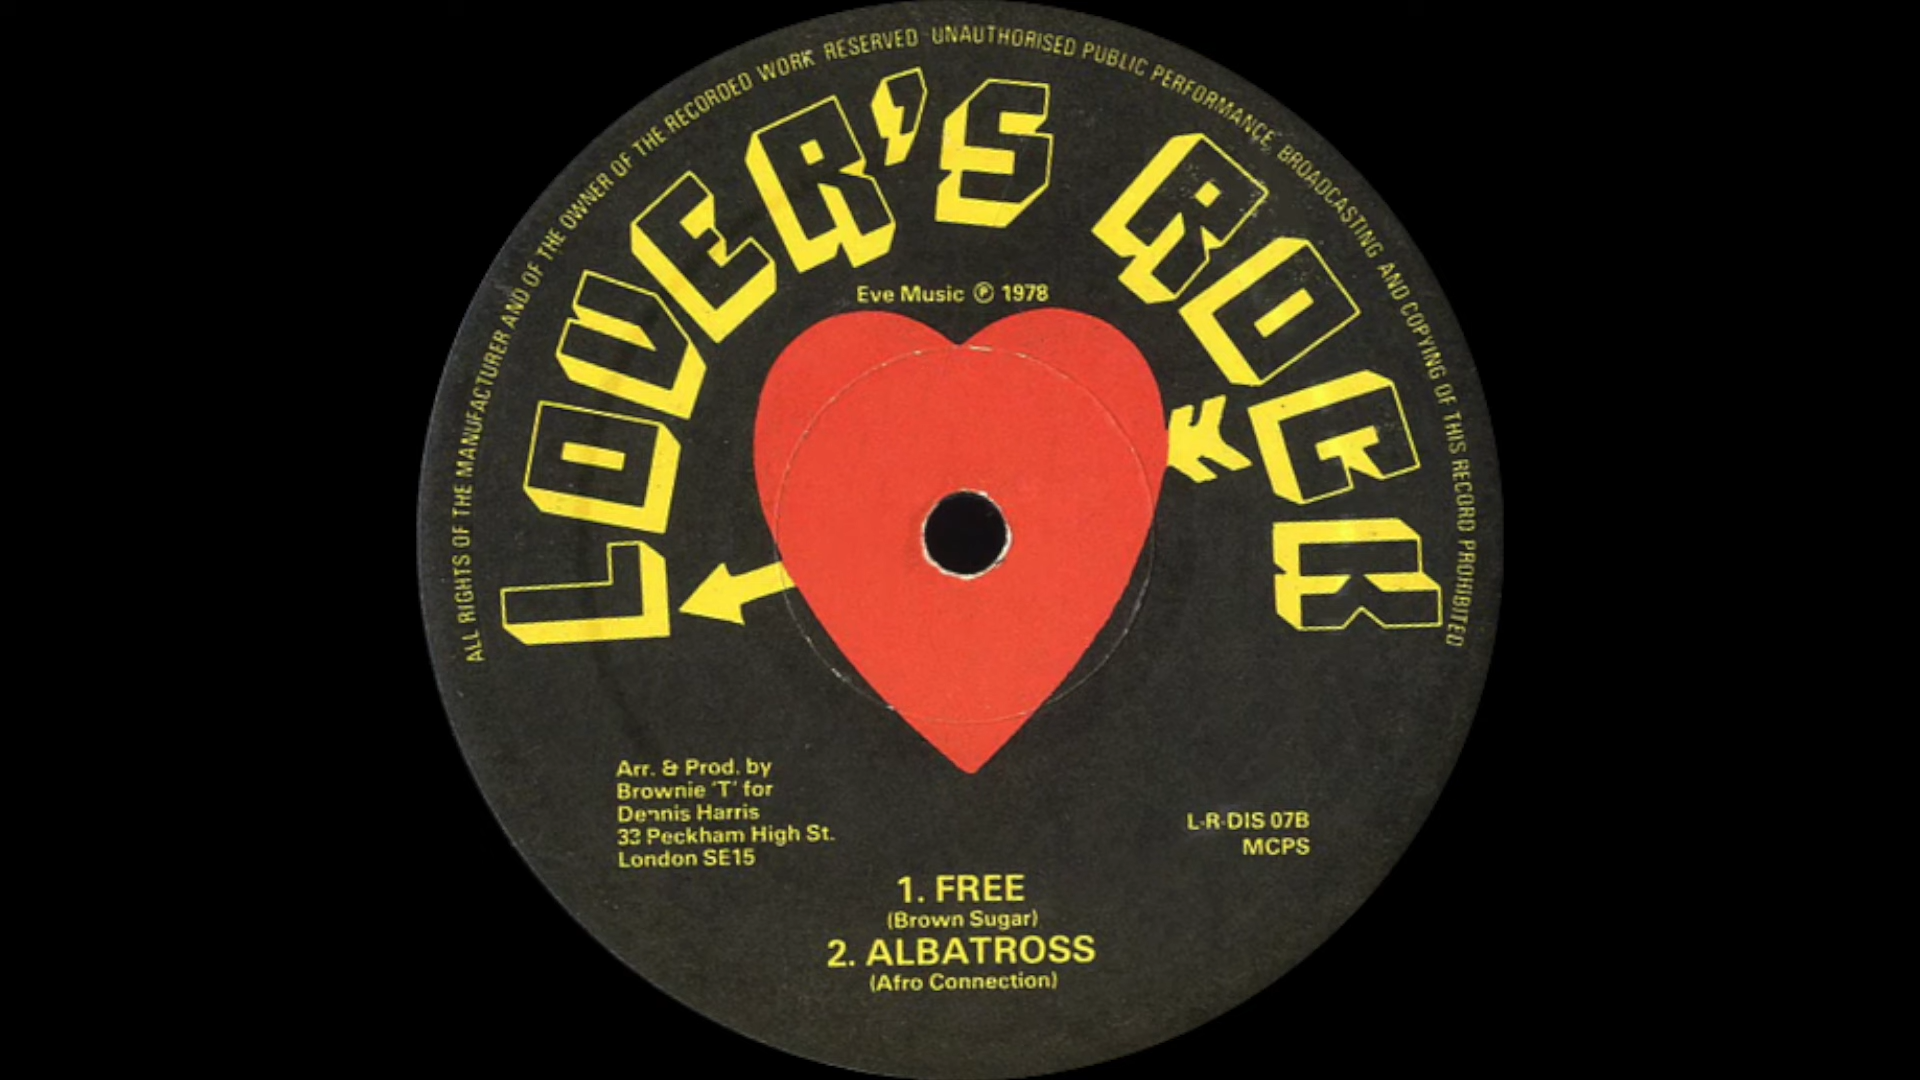 ALL RIGHTS OF THE MANUFACTURER AND OF THE OWNER OF THE RECORDED WORK RESERVED UNAUTHORISED PUBLIC PERFORMANCE, BROADCASTING AND COPYING OF THIS RECORD PROHIBITED
LOVER'S ROCK
Eve Music ℗ 1978
Arr. & Prod. by
Brownie 'T' for
Dennis Harris
33 Peckham High St.
London SE15
L-R-DIS 07B
MCPS
1. FREE
(Brown Sugar)
2. ALBATROSS
(Afro Connection)